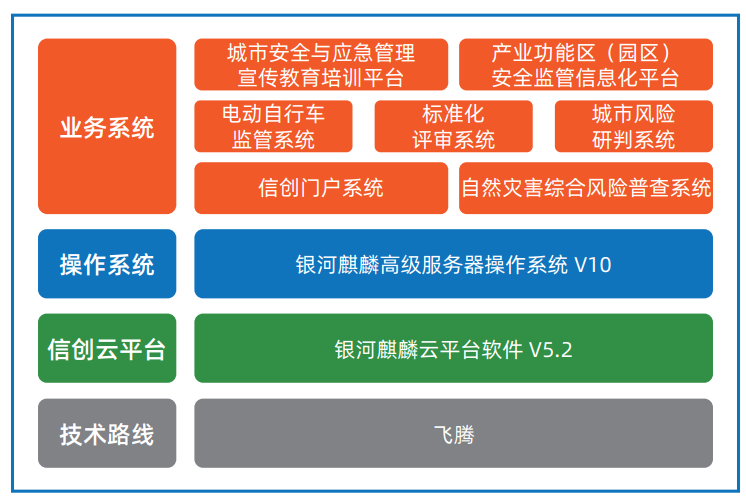 业务系统
城市安全与应急管理
宣传教育培训平台
产业功能区（园区）
安全监管信息化平台
电动自行车
监管系统
标准化
评审系统
城市风险
研判系统
信创门户系统
自然灾害综合风险普查系统
操作系统
银河麒麟高级服务器操作系统 V10
信创云平台
银河麒麟云平台软件 V5.2
技术路线
飞腾